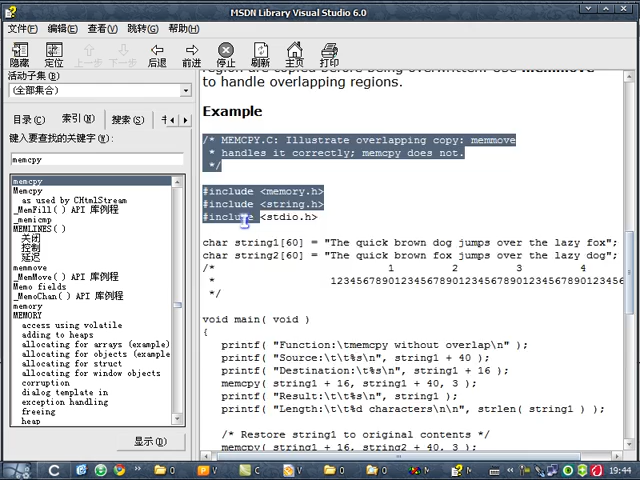 MSDN Library Visual Studio 6.0
文件(F) 编辑(E) 查看(V) 跳转(G) 帮助(H)
隐藏 定位 上一步 下一步 后退 前进 停止 刷新 主页 打印
活动子集(B)
(全部集合)
目录(C) 索引(N) 搜索(S)
键入要查找的关键字(W):
memcpy
memcpy
Memcpy
as used by CHtmlStream
_MemFill() API 库例程
_memicmp
MEMLINES()
关闭
控制
延迟
memmove
_MemMove() API 库例程
Memo fields
_MemoChan() API 库例程
memory
MEMORY
access using volatile
adding to heaps
allocating for arrays (example)
allocating for objects (example
allocating for struct
allocating for window objects
corruption
dialog template in
exception handling
freeing
heap
显示(D)
to handle overlapping regions.
Example
/* MEMCPY.C: Illustrate overlapping copy: memmove
* handles it correctly; memcpy does not.
*/
#include <memory.h>
#include <string.h>
#include <stdio.h>
char string1[60] = "The quick brown dog jumps over the lazy fox";
char string2[60] = "The quick brown fox jumps over the lazy dog";
/* 1 2 3 4
1234567890123456789012345678901234567890123456
*/
void main( void )
{
printf( "Function:\tmemcpy without overlap\n" );
printf( "Source:\t\t%s\n", string1 + 40 );
printf( "Destination:\t%s\n", string1 + 16 );
memcpy( string1 + 16, string1 + 40, 3 );
printf( "Result:\t\t%s\n", string1 );
printf( "Length:\t\t%d characters\n\n", strlen( string1 ) );
/* Restore string1 to original contents */
memcpy( string1 + 16, string2 + 40, 3 );
19:44